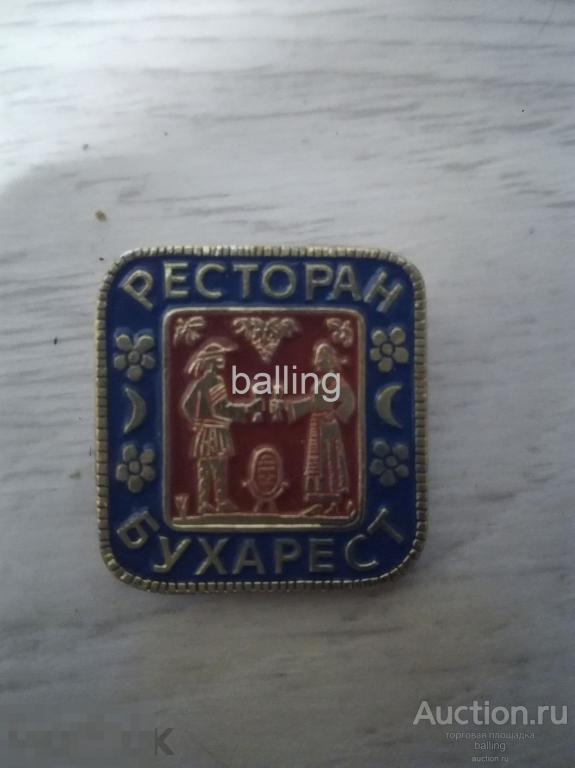 РЕСТОРАН
balling
БУХАРЕСТ
Auction.ru
торговая площадка
balling
auction.ru